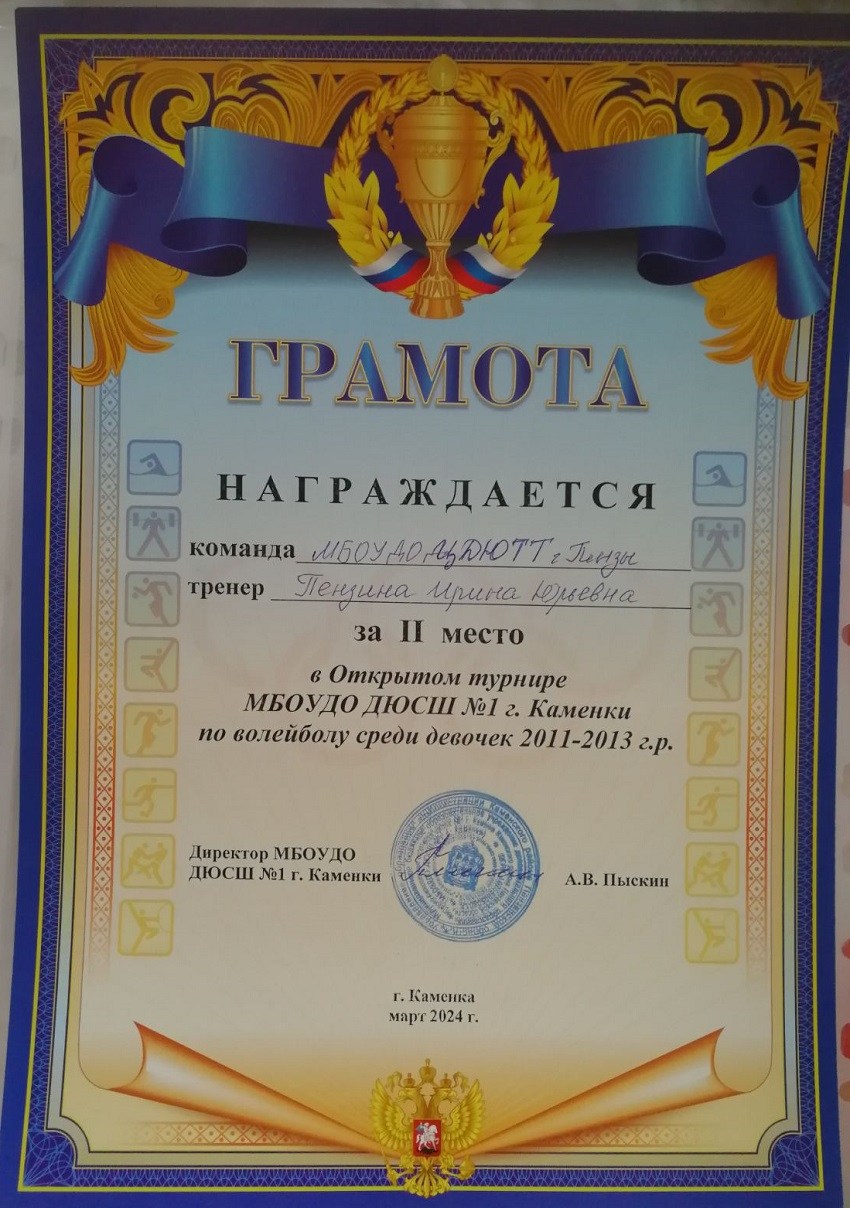 ГРАМОТА
НАГРАЖДАЕТСЯ
команда МБОУДО ЦДЮТТ г. Пензы
тренер Пензина Ирина Юрьевна
за II место
в Открытом турнире
МБОУДО ДЮСШ №1 г. Каменки
по волейболу среди девочек 2011-2013 г.р.
Директор МБОУДО
ДЮСШ №1 г. Каменки
А.В. Пыскин
г. Каменка
март 2024 г.